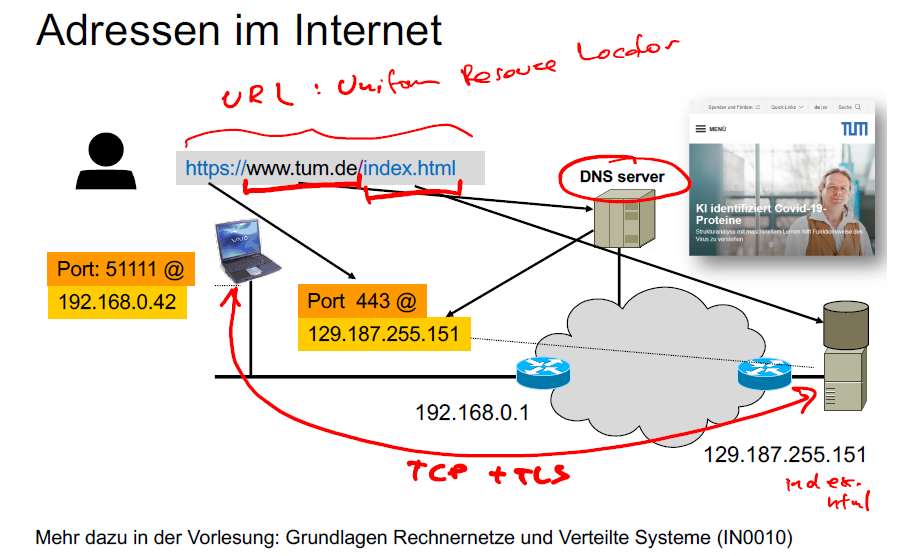 Adressen im Internet
URL : Uniform Resource Locator
Spenden und Fördern
Quick-Links
de|en
Suche
MENÜ
TUM
https://www.tum.de/index.html
DNS server
KI identifiziert Covid-19-
Proteine
Strukturanalyse mit maschinellem Lernen hilft Funktionsweise des
Virus zu verstehen
VAIO
Port: 51111 @
192.168.0.42
Port 443 @
129.187.255.151
192.168.0.1
129.187.255.151
TCP + TLS
index.
html
Mehr dazu in der Vorlesung: Grundlagen Rechnernetze und Verteilte Systeme (IN0010)